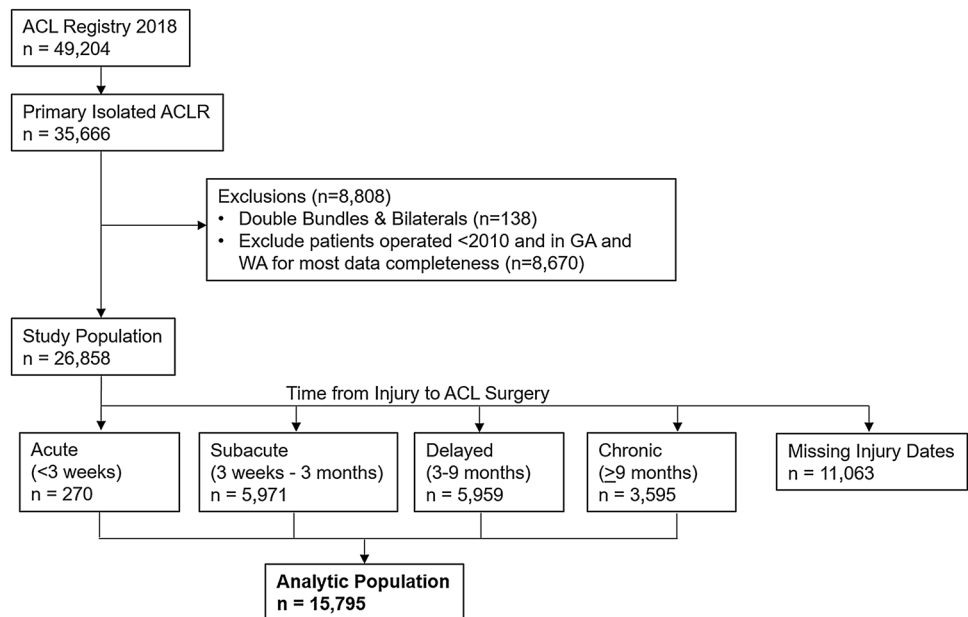 ACL Registry 2018
n = 49,204
Primary Isolated ACLR
n = 35,666
Exclusions (n=8,808)
• Double Bundles & Bilaterals (n=138)
• Exclude patients operated <2010 and in GA and
WA for most data completeness (n=8,670)
Study Population
n = 26,858
Time from Injury to ACL Surgery
Acute
(<3 weeks)
n = 270
Subacute
(3 weeks - 3 months)
n = 5,971
Delayed
(3-9 months)
n = 5,959
Chronic
(≥9 months)
n = 3,595
Missing Injury Dates
n = 11,063
Analytic Population
n = 15,795